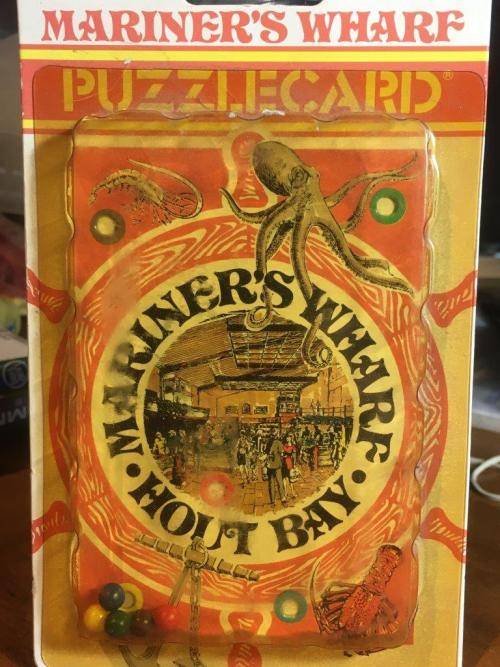 MARINER'S WHARF
PUZZLECARD®
MARINER'S WHARF
• HOUT BAY •